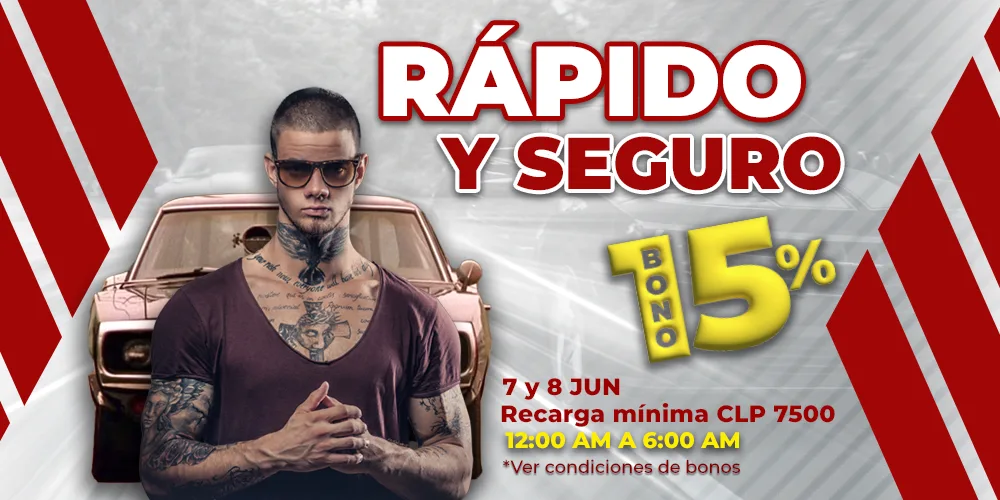 RÁPIDO
Y SEGURO
BONO
15%
7 y 8 JUN
Recarga mínima CLP 7500
12:00 AM A 6:00 AM
*Ver condiciones de bonos